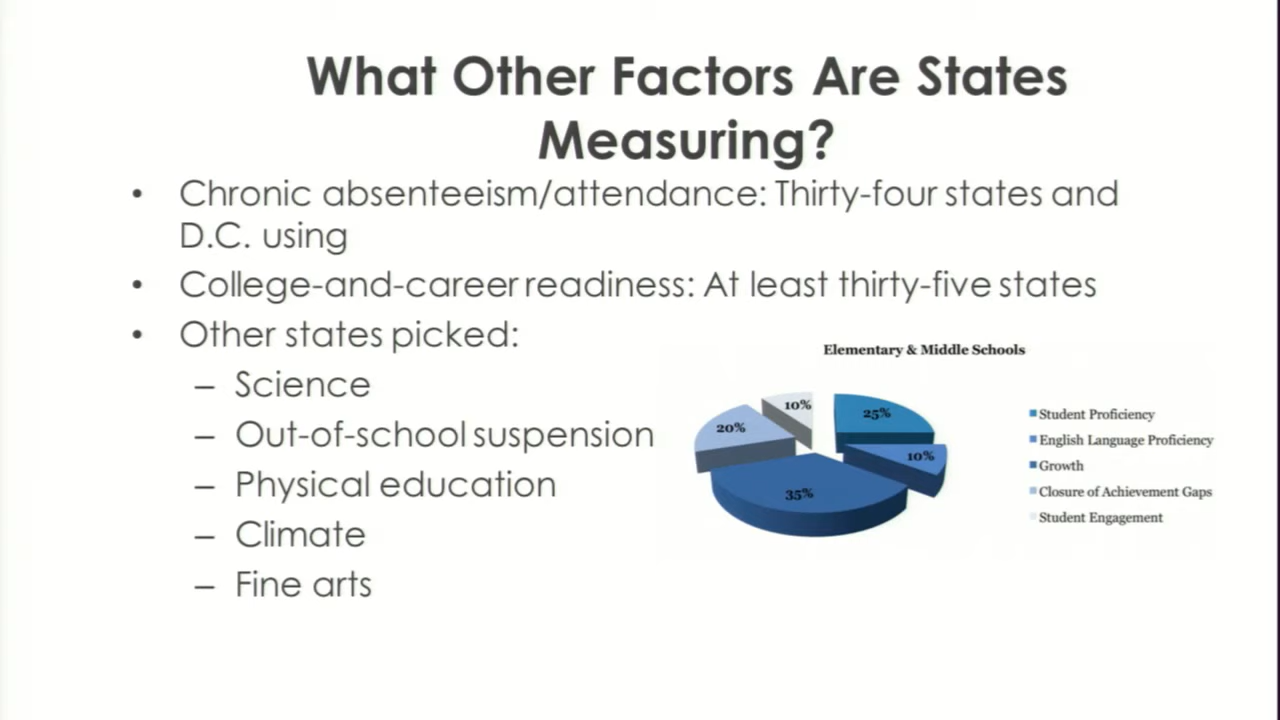 What Other Factors Are States
Measuring?
• Chronic absenteeism/attendance: Thirty-four states and
D.C. using
• College-and-career readiness: At least thirty-five states
• Other states picked:
– Science
– Out-of-school suspension
– Physical education
– Climate
– Fine arts
Elementary & Middle Schools
10%
25%
20%
10%
35%
Student Proficiency
English Language Proficiency
Growth
Closure of Achievement Gaps
Student Engagement